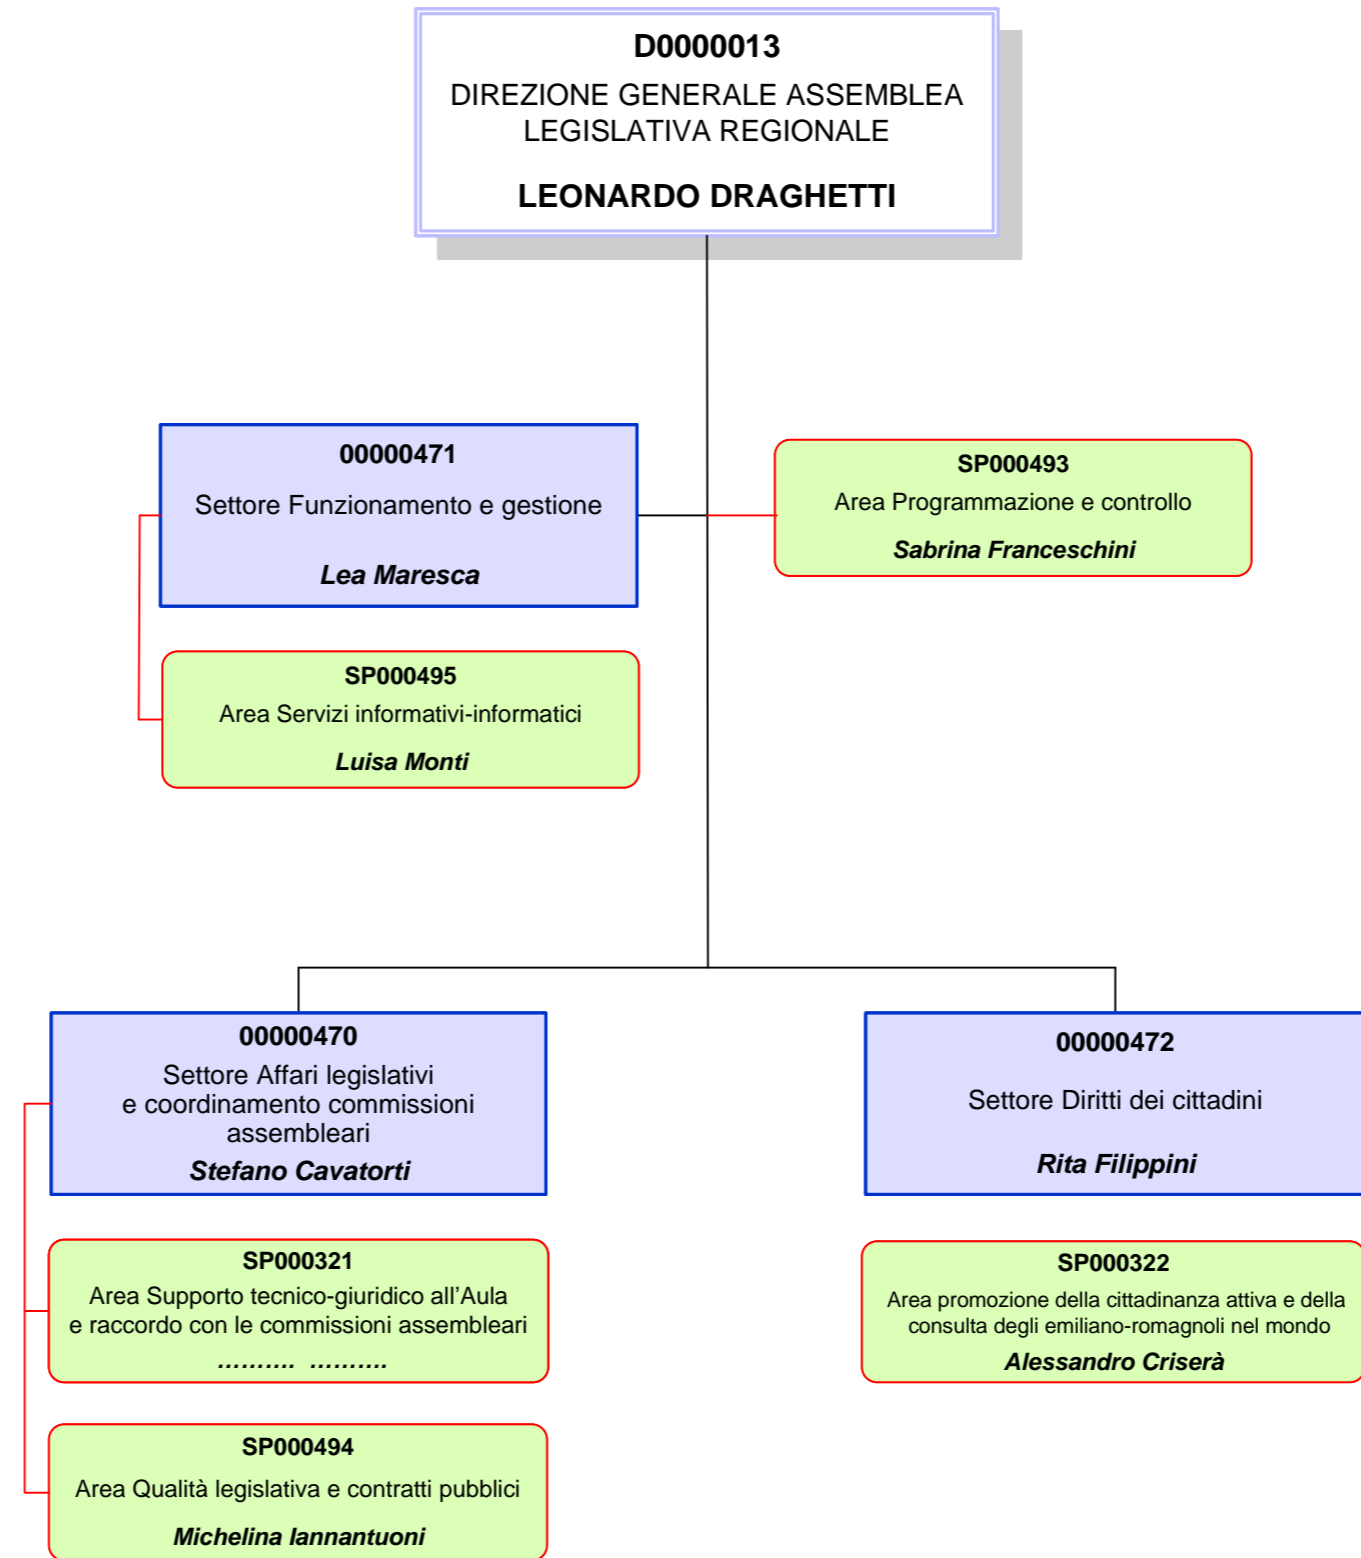 D0000013
DIREZIONE GENERALE ASSEMBLEA
LEGISLATIVA REGIONALE
LEONARDO DRAGHETTI
00000471
Settore Funzionamento e gestione
Lea Maresca
SP000493
Area Programmazione e controllo
Sabrina Franceschini
SP000495
Area Servizi informativi-informatici
Luisa Monti
00000470
Settore Affari legislativi
e coordinamento commissioni
assembleari
Stefano Cavatorti
00000472
Settore Diritti dei cittadini
Rita Filippini
SP000321
Area Supporto tecnico-giuridico all’Aula
e raccordo con le commissioni assembleari
………. ……….
SP000322
Area promozione della cittadinanza attiva e della
consulta degli emiliano-romagnoli nel mondo
Alessandro Criserà
SP000494
Area Qualità legislativa e contratti pubblici
Michelina Iannantuoni